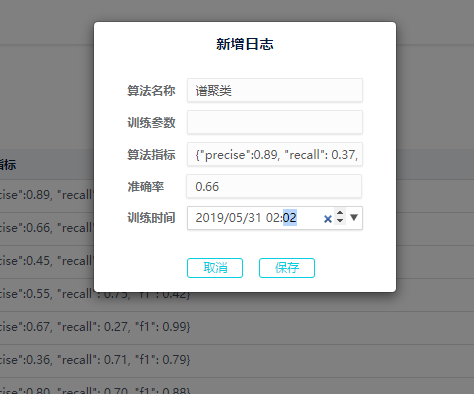 新增日志
指标
算法名称 谱聚类
训练参数
算法指标 {"precise":0.89, "recall": 0.37,
准确率 0.66
训练时间 2019/05/31 02:02
取消 保存
cise":0.89, "rec
cise":0.66, "rec
cise":0.45, "rec
cise":0.55, "recall": 0.75, "f1": 0.42}
cise":0.67, "recall": 0.27, "f1": 0.99}
cise":0.36, "recall": 0.71, "f1": 0.79}
cise":0.80, "recall": 0.70, "f1": 0.88}